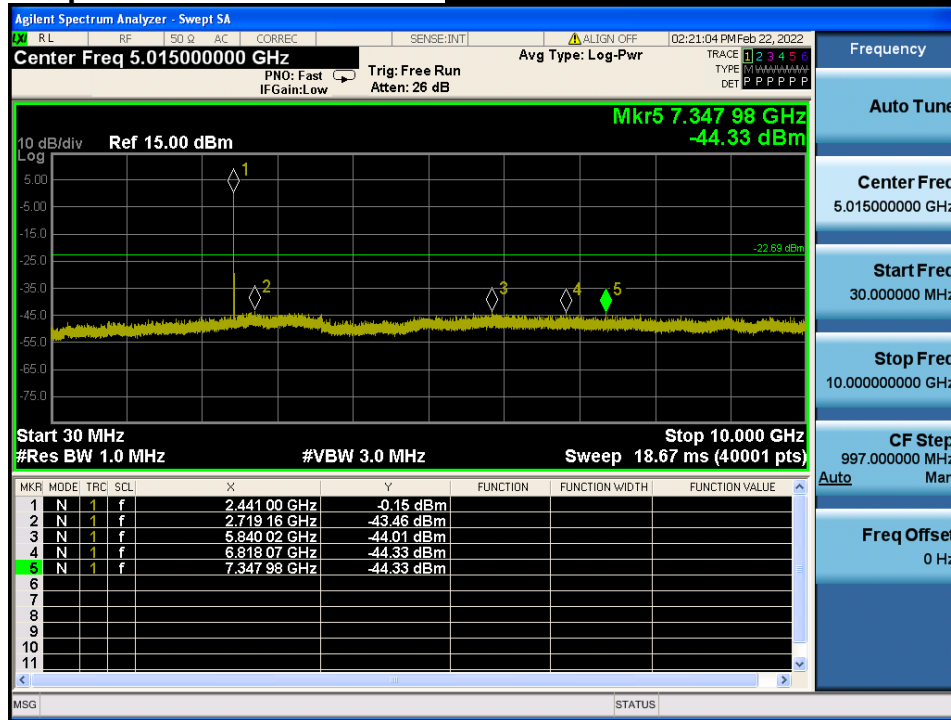 Agilent Spectrum Analyzer - Swept SA
LXI RL RF 50 Ω AC CORREC SENSE:INT ALIGN OFF 02:21:04 PM Feb 22, 2022
Center Freq 5.015000000 GHz
PNO: Fast
IFGain:Low
Trig: Free Run
Atten: 26 dB
Avg Type: Log-Pwr
TRACE 1 2 3 4 5 6
TYPE M
DET P P P P P P
Mkr5 7.347 98 GHz
-44.33 dBm
10 dB/div Ref 15.00 dBm
Log
5.00
-5.00
-15.0
-25.0
-35.0
-45.0
-55.0
-65.0
-75.0
1
2
3
4
5
-22.69 dBm
Start 30 MHz Stop 10.000 GHz
#Res BW 1.0 MHz #VBW 3.0 MHz Sweep 18.67 ms (40001 pts)
MKR MODE TRC SCL X Y FUNCTION FUNCTION WIDTH FUNCTION VALUE
1 N 1 f 2.441 00 GHz -0.15 dBm
2 N 1 f 2.719 16 GHz -43.46 dBm
3 N 1 f 5.840 02 GHz -44.01 dBm
4 N 1 f 6.818 07 GHz -44.33 dBm
5 N 1 f 7.347 98 GHz -44.33 dBm
6
7
8
9
10
11
MSG STATUS
Frequency
Auto Tune
Center Freq
5.015000000 GHz
Start Freq
30.000000 MHz
Stop Freq
10.000000000 GHz
CF Step
997.000000 MHz
Auto Man
Freq Offset
0 Hz